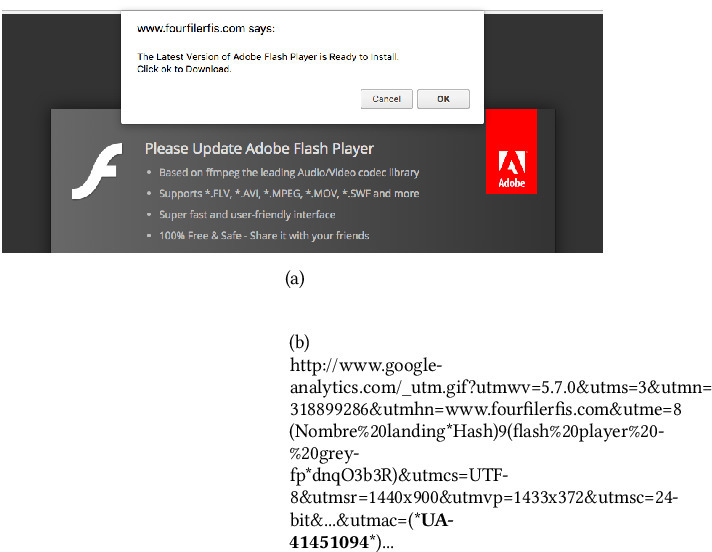 www.fourfilerfis.com says:
The Latest Version of Adobe Flash Player is Ready to Install.
Click ok to Download.
Cancel OK
Please Update Adobe Flash Player
• Based on ffmpeg the leading Audio/Video codec library
• Supports *.FLV, *.AVI, *.MPEG, *.MOV, *.SWF and more
• Super fast and user-friendly interface
• 100% Free & Safe - Share it with your friends
Adobe
(a)
(b)
http://www.google-
analytics.com/_utm.gif?utmwv=5.7.0&utms=3&utmn=
318899286&utmhn=www.fourfilerfis.com&utme=8
(Nombre%20landing*Hash)9(flash%20player%20-
%20grey-
fp*dnqO3b3R)&utmcs=UTF-
8&utmsr=1440x900&utmvp=1433x372&utmsc=24-
bit&...&utmac=(*UA-
41451094*)...